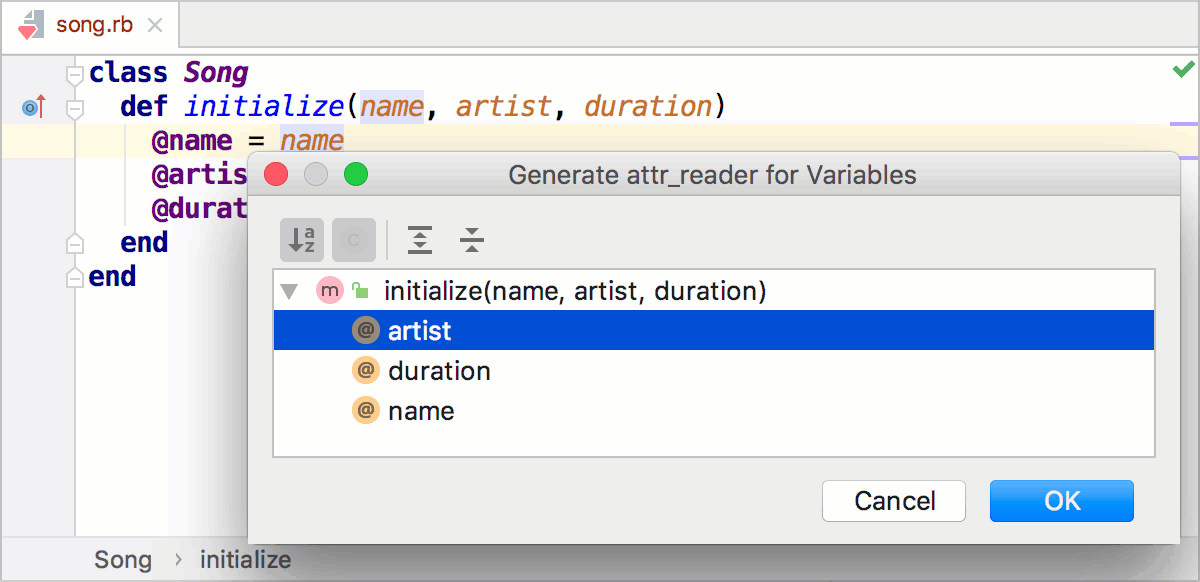 song.rb
class Song
def initialize(name, artist, duration)
@name = name
@artis
@durat
end
end
Generate attr_reader for Variables
initialize(name, artist, duration)
artist
duration
name
Cancel OK
Song › initialize